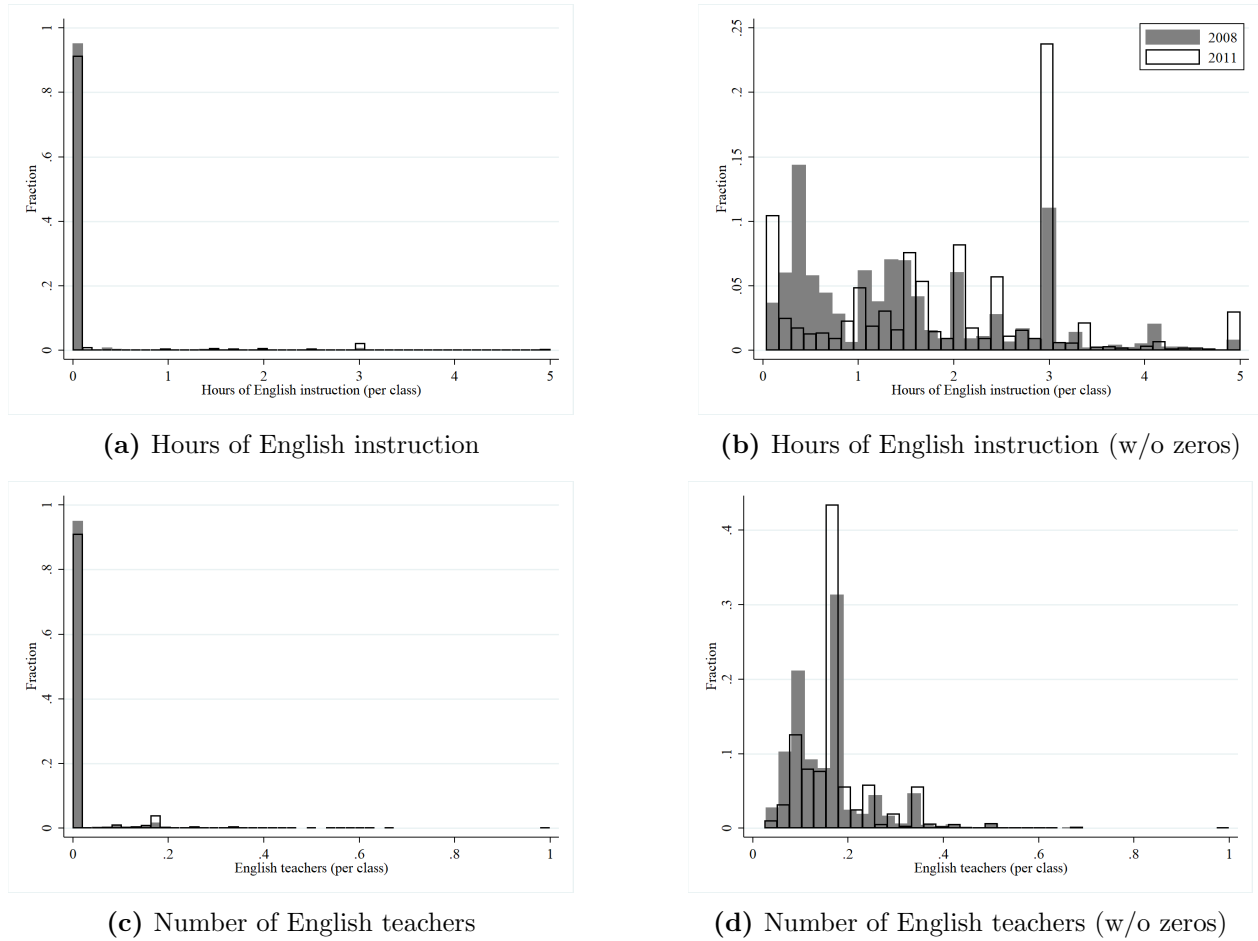 1
.8
.6
.4
.2
0
Fraction
0 1 2 3 4 5
Hours of English instruction (per class)
(a) Hours of English instruction
.25
.2
.15
.1
.05
0
Fraction
2008
2011
0 1 2 3 4 5
Hours of English instruction (per class)
(b) Hours of English instruction (w/o zeros)
1
.8
.6
.4
.2
0
Fraction
0 .2 .4 .6 .8 1
English teachers (per class)
(c) Number of English teachers
.4
.3
.2
.1
0
Fraction
0 .2 .4 .6 .8 1
English teachers (per class)
(d) Number of English teachers (w/o zeros)